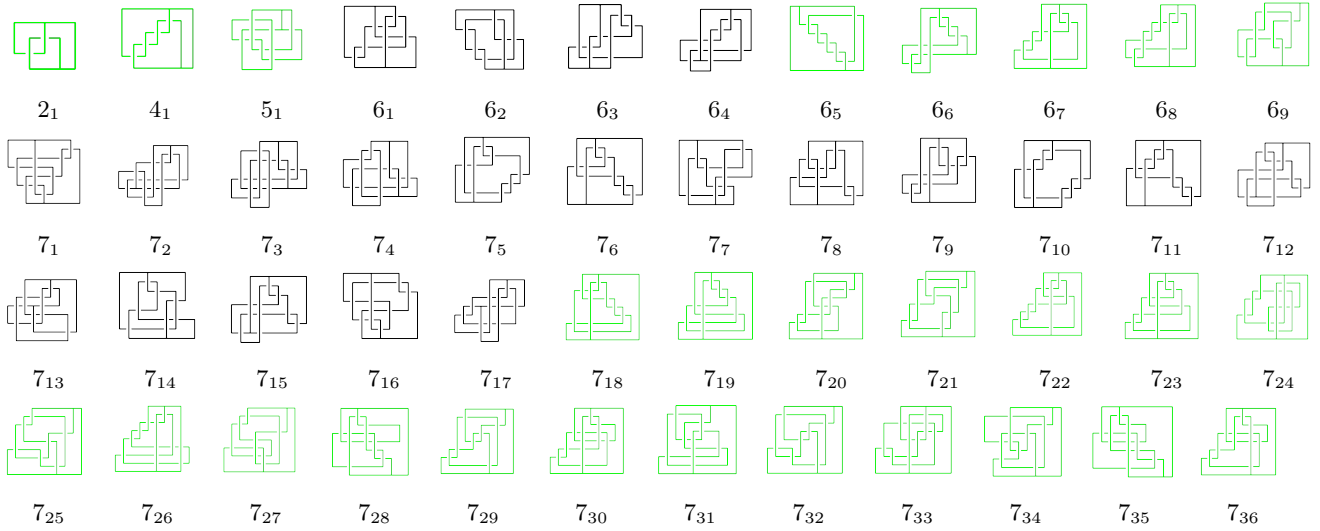 2₁ 4₁ 5₁ 6₁ 6₂ 6₃ 6₄ 6₅ 6₆ 6₇ 6₈ 6₉
7₁ 7₂ 7₃ 7₄ 7₅ 7₆ 7₇ 7₈ 7₉ 7₁₀ 7₁₁ 7₁₂
7₁₃ 7₁₄ 7₁₅ 7₁₆ 7₁₇ 7₁₈ 7₁₉ 7₂₀ 7₂₁ 7₂₂ 7₂₃ 7₂₄
7₂₅ 7₂₆ 7₂₇ 7₂₈ 7₂₉ 7₃₀ 7₃₁ 7₃₂ 7₃₃ 7₃₄ 7₃₅ 7₃₆